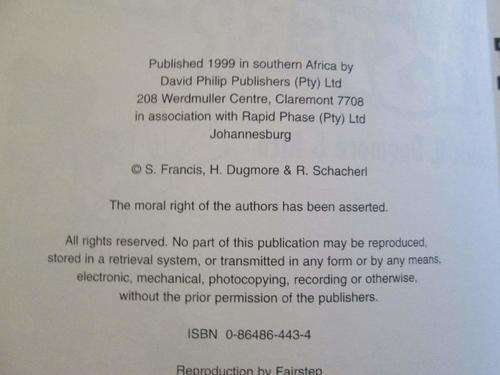 Published 1999 in southern Africa by
David Philip Publishers (Pty) Ltd
208 Werdmuller Centre, Claremont 7708
in association with Rapid Phase (Pty) Ltd
Johannesburg
© S. Francis, H. Dugmore & R. Schacherl
The moral right of the authors has been asserted.
All rights reserved. No part of this publication may be reproduced,
stored in a retrieval system, or transmitted in any form or by any means,
electronic, mechanical, photocopying, recording or otherwise,
without the prior permission of the publishers.
ISBN 0-86486-443-4
Reproduction by Fairstep